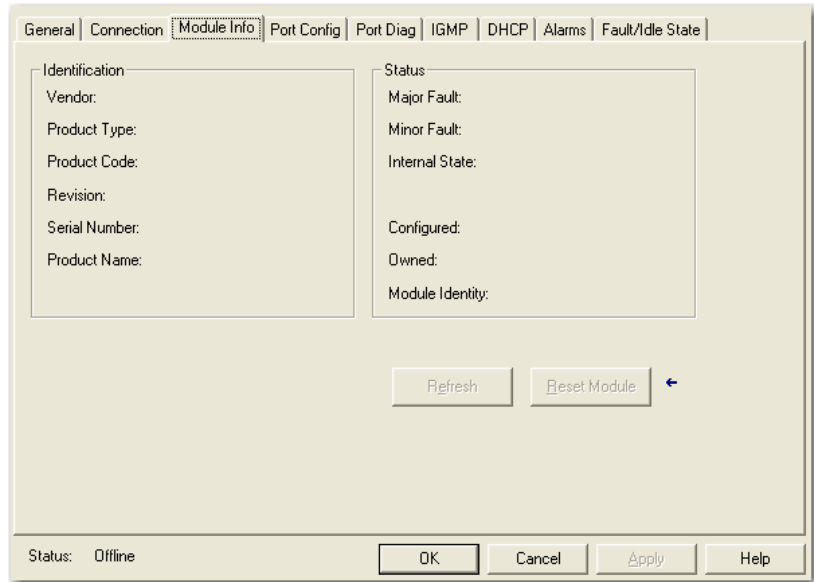 General Connection Module Info Port Config Port Diag IGMP DHCP Alarms Fault/Idle State
Identification
Vendor:
Product Type:
Product Code:
Revision:
Serial Number:
Product Name:
Status
Major Fault:
Minor Fault:
Internal State:
Configured:
Owned:
Module Identity:
Refresh Reset Module
Status: Offline OK Cancel Apply Help